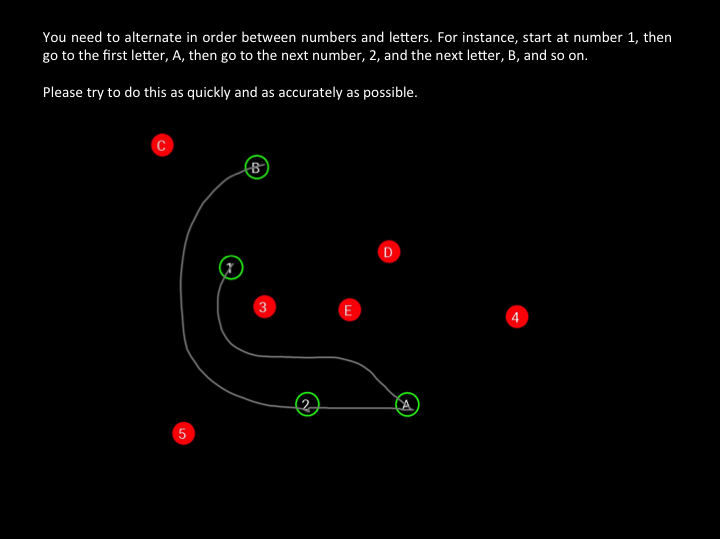 You need to alternate in order between numbers and letters. For instance, start at number 1, then
go to the first letter, A, then go to the next number, 2, and the next letter, B, and so on.
Please try to do this as quickly and as accurately as possible.
C
B
D
1
3
E
4
2
A
5